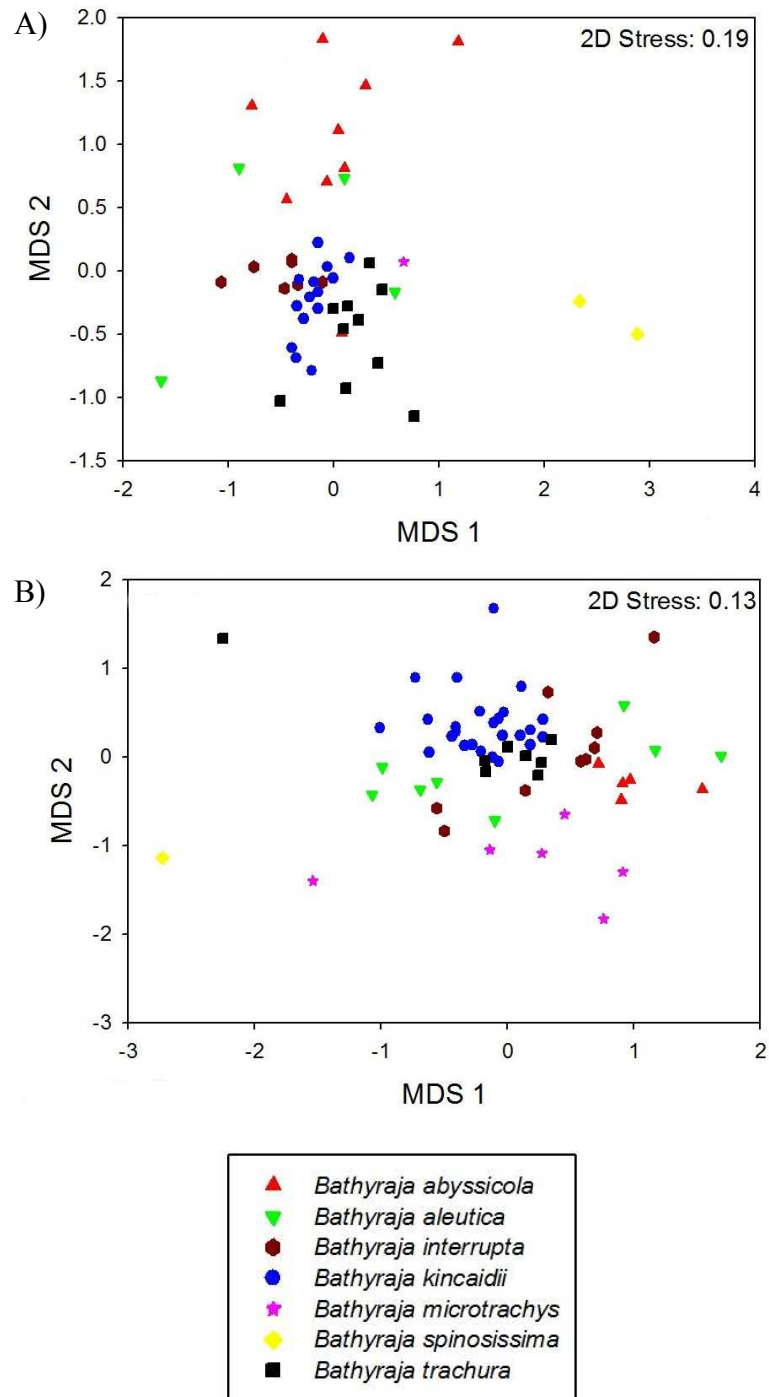 A)
2D Stress: 0.19
2.0
1.5
1.0
0.5
0.0
-0.5
-1.0
-1.5
MDS 2
-2 -1 0 1 2 3 4
MDS 1
B)
2D Stress: 0.13
2
1
0
-1
-2
-3
MDS 2
-3 -2 -1 0 1 2
MDS 1
Bathyraja abyssicola
Bathyraja aleutica
Bathyraja interrupta
Bathyraja kincaidii
Bathyraja microtrachys
Bathyraja spinosissima
Bathyraja trachura